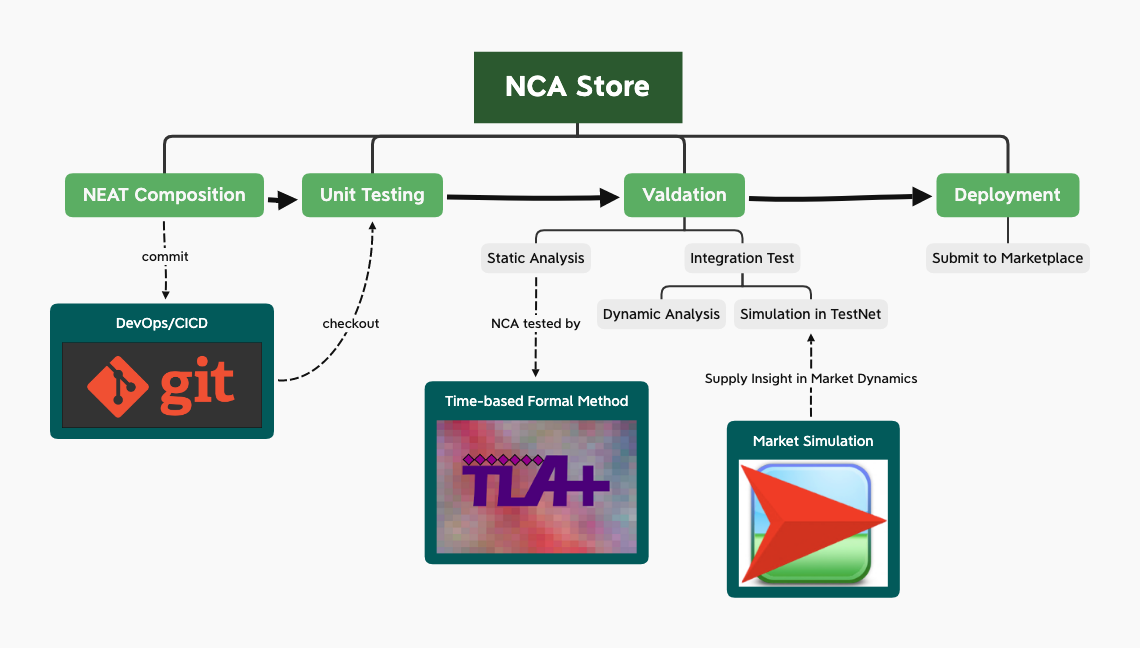 NCA Store
NEAT Composition
Unit Testing
Valdation
Deployment
commit
Static Analysis
Integration Test
Submit to Marketplace
DevOps/CICD
checkout
NCA tested by
Dynamic Analysis
Simulation in TestNet
git
Supply Insight in Market Dynamics
Time-based Formal Method
TLA+
Market Simulation